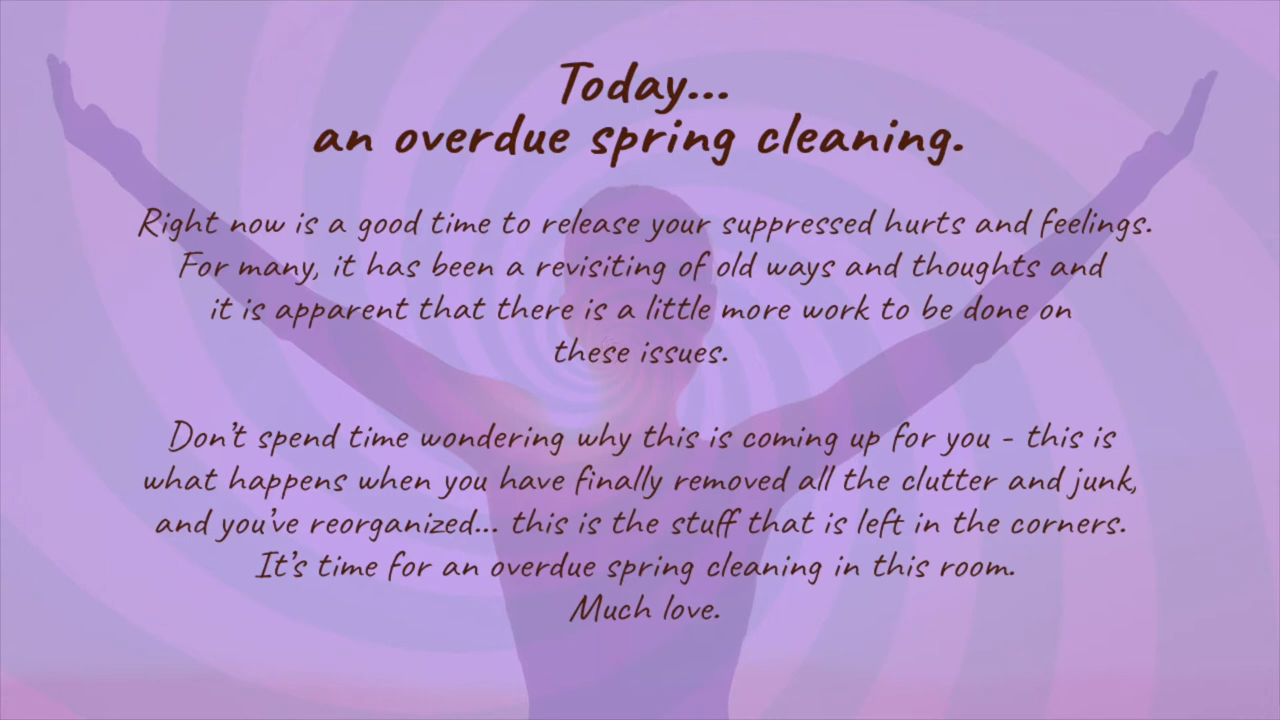 Today...
an overdue spring cleaning.
Right now is a good time to release your suppressed hurts and feelings.
For many, it has been a revisiting of old ways and thoughts and
it is apparent that there is a little more work to be done on
these issues.
Don't spend time wondering why this is coming up for you - this is
what happens when you have finally removed all the clutter and junk,
and you've reorganized... this is the stuff that is left in the corners.
It's time for an overdue spring cleaning in this room.
Much love.